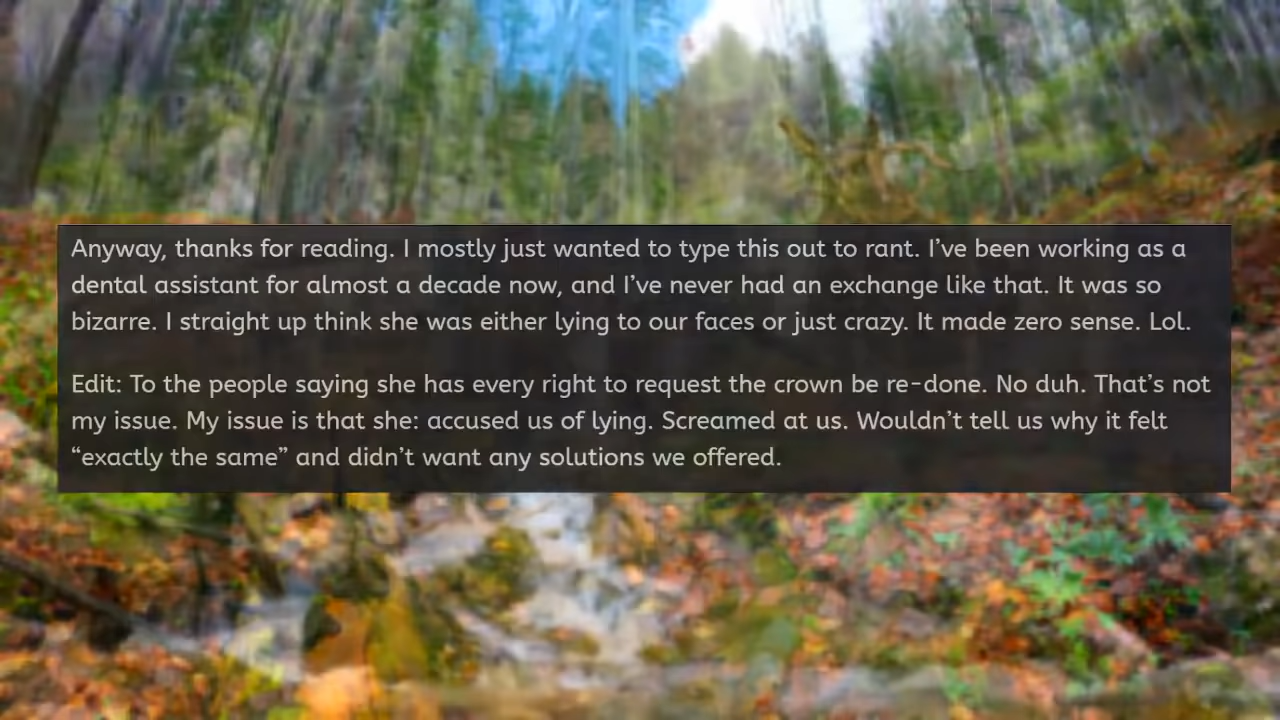 Anyway, thanks for reading. I mostly just wanted to type this out to rant. I’ve been working as a
dental assistant for almost a decade now, and I’ve never had an exchange like that. It was so
bizarre. I straight up think she was either lying to our faces or just crazy. It made zero sense. Lol.
Edit: To the people saying she has every right to request the crown be re-done. No duh. That’s not
my issue. My issue is that she: accused us of lying. Screamed at us. Wouldn’t tell us why it felt
“exactly the same” and didn’t want any solutions we offered.